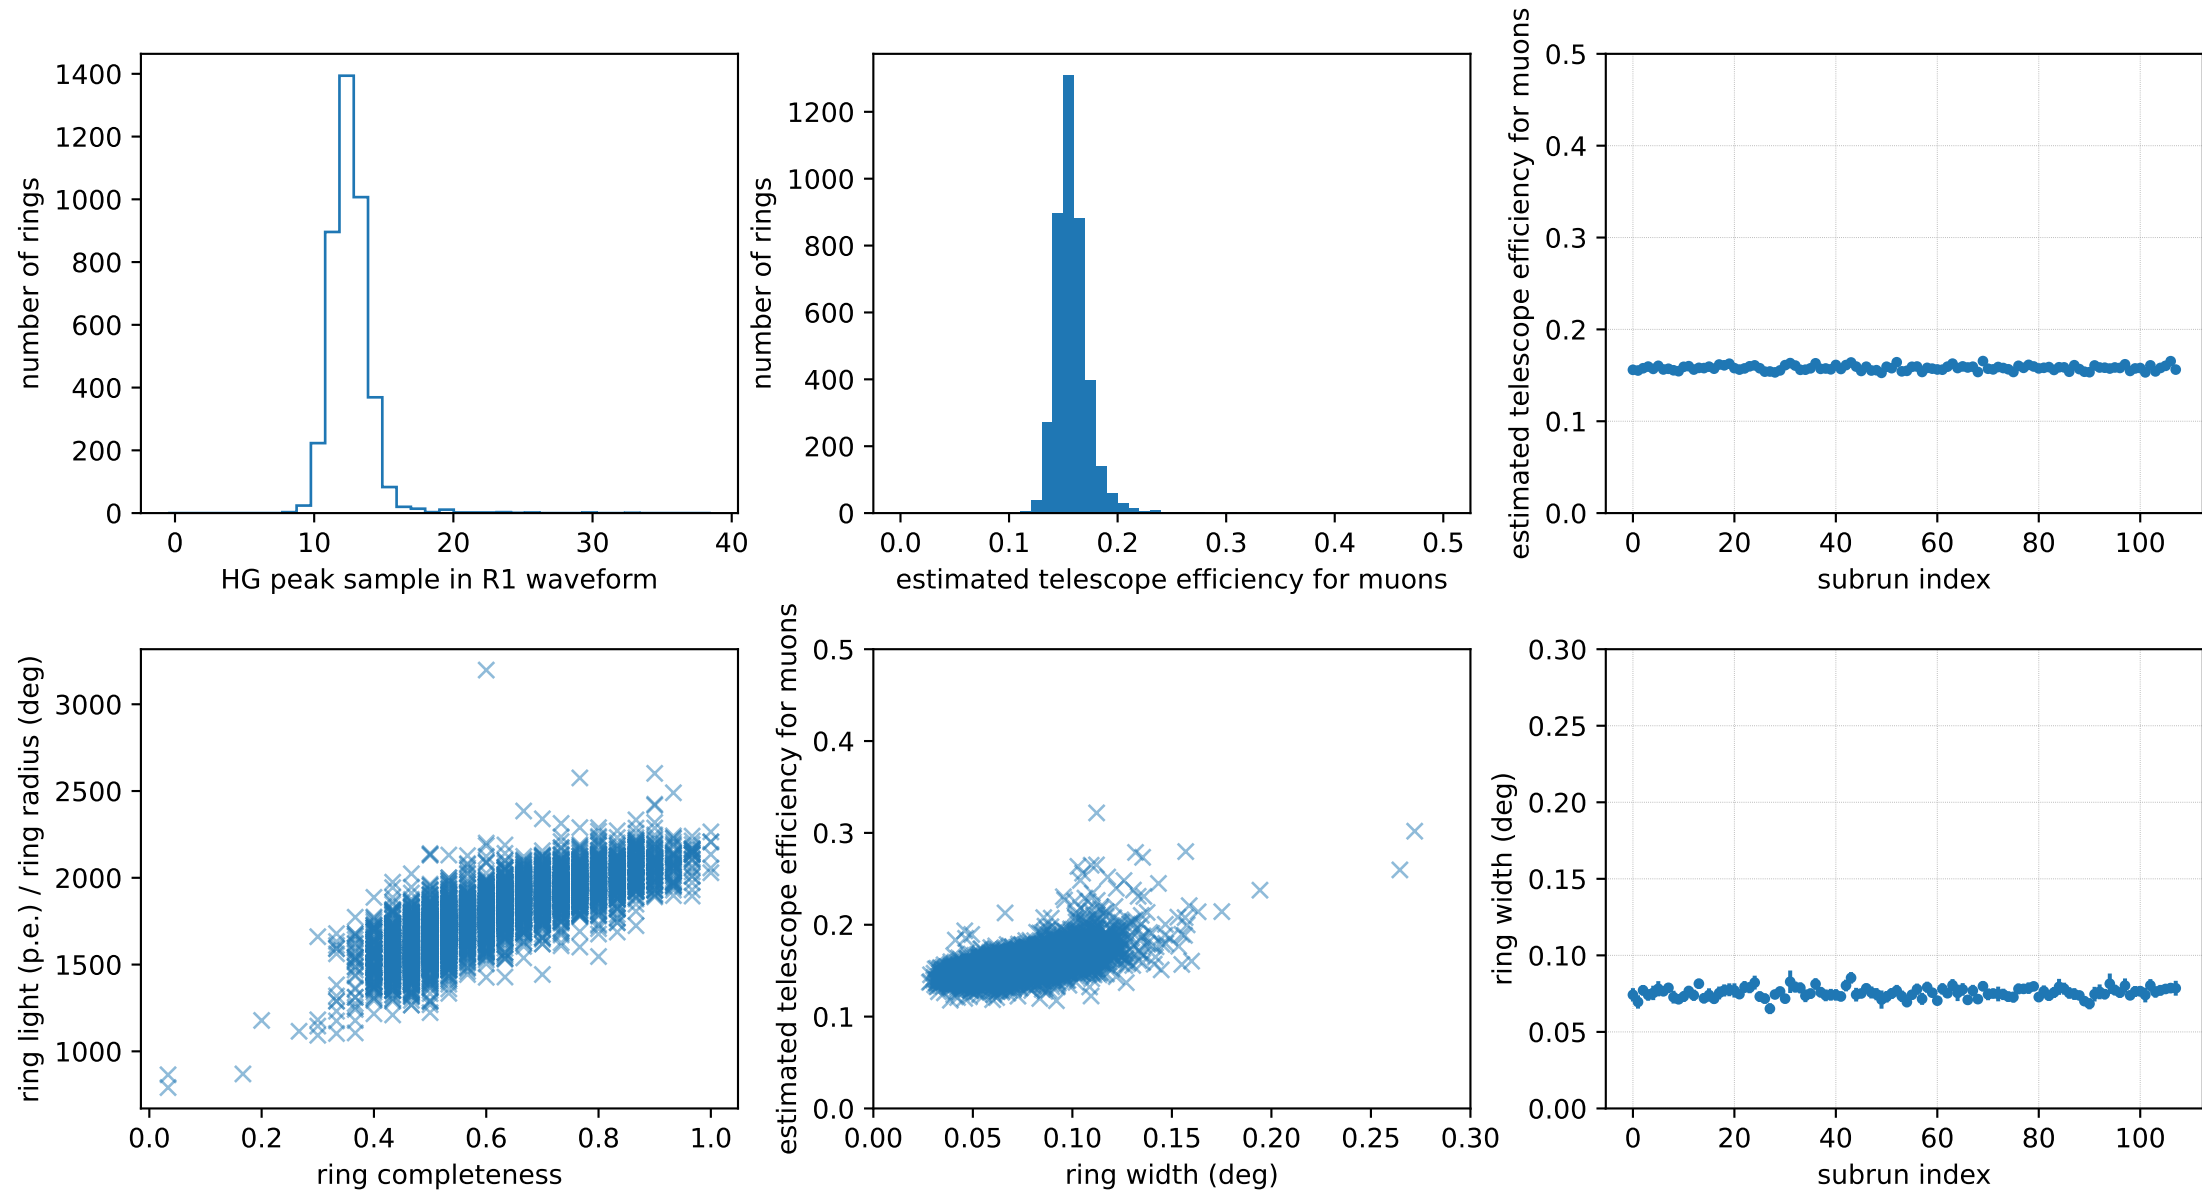 1400
1200
1000
800
600
400
200
0
number of rings
0 10 20 30 40
HG peak sample in R1 waveform
1200
1000
800
600
400
200
0
number of rings
0.0 0.1 0.2 0.3 0.4 0.5
estimated telescope efficiency for muons
0.5
0.4
0.3
0.2
0.1
0.0
estimated telescope efficiency for muons
0 20 40 60 80 100
subrun index
3000
2500
2000
1500
1000
ring light (p.e.) / ring radius (deg)
0.0 0.2 0.4 0.6 0.8 1.0
ring completeness
0.5
0.4
0.3
0.2
0.1
0.0
estimated telescope efficiency for muons
0.00 0.05 0.10 0.15 0.20 0.25 0.30
ring width (deg)
0.30
0.25
0.20
0.15
0.10
0.05
0.00
ring width (deg)
0 20 40 60 80 100
subrun index